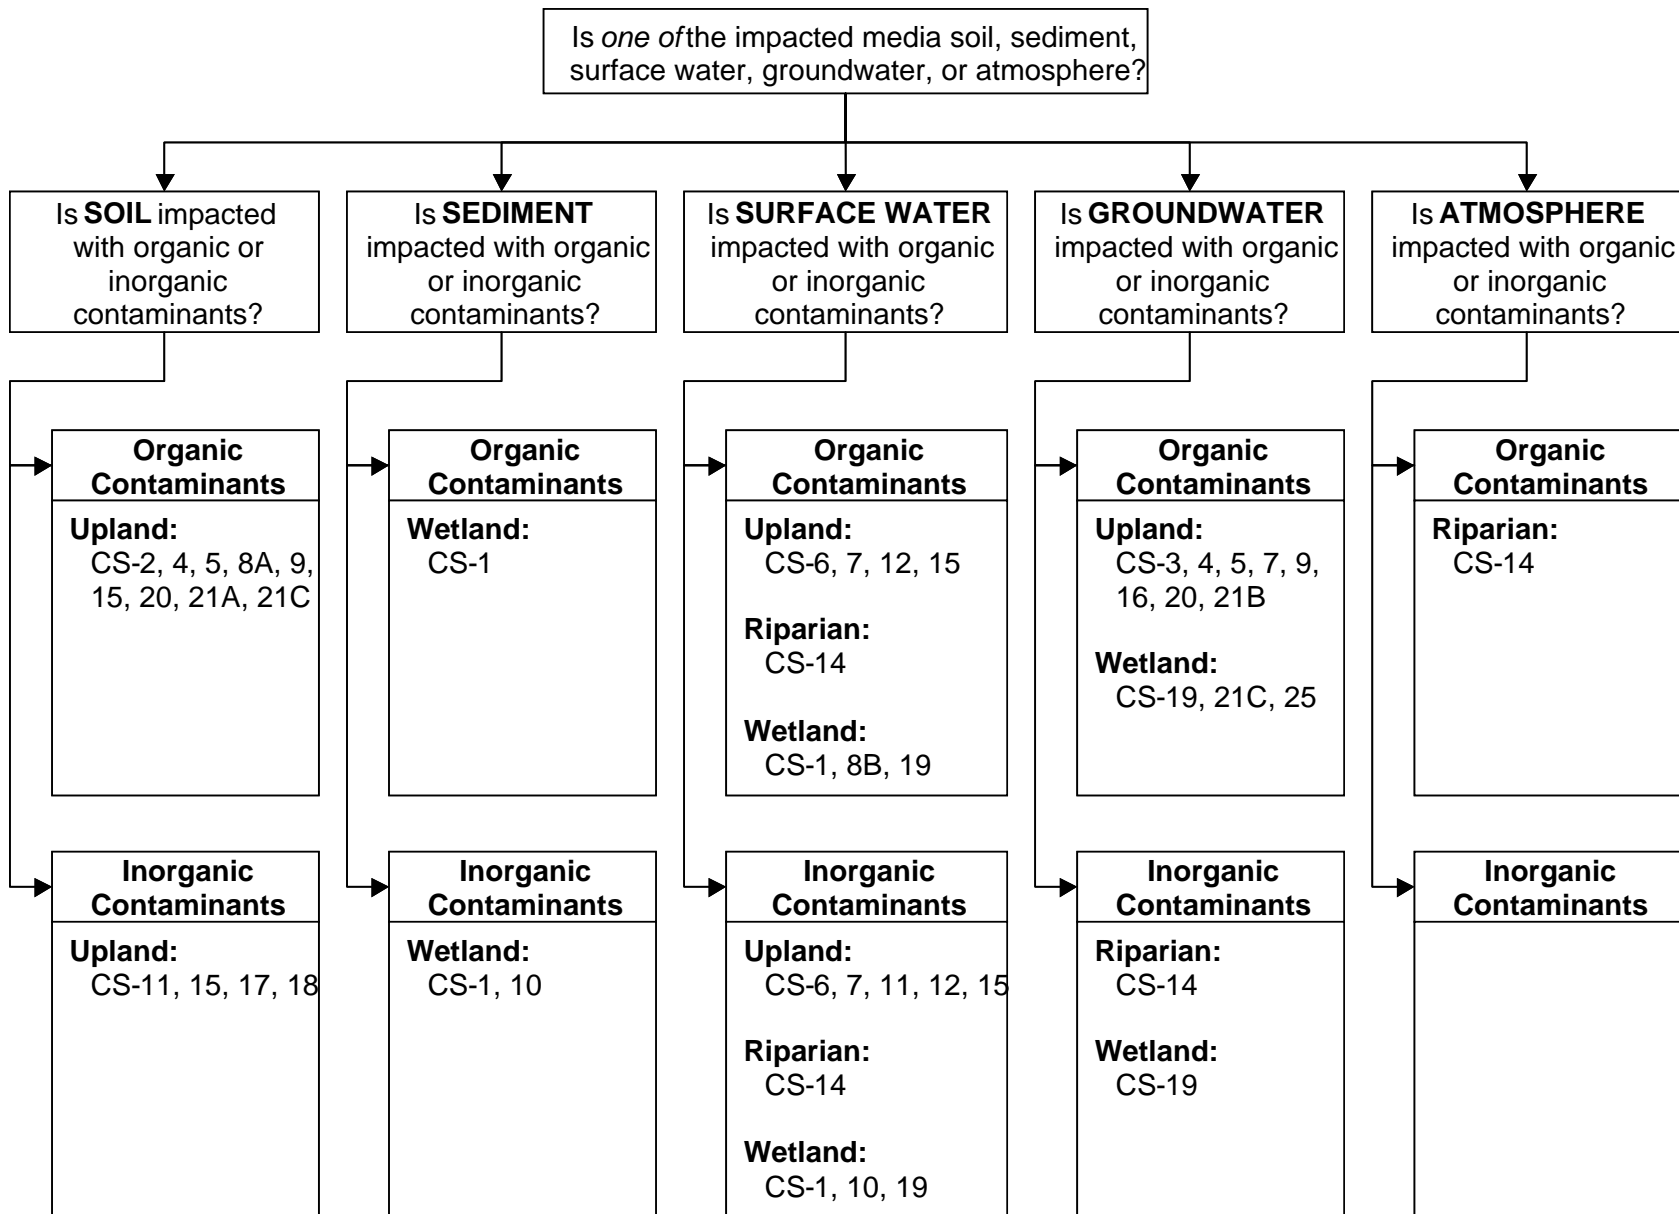 Is one of the impacted media soil, sediment,
surface water, groundwater, or atmosphere?
Is SOIL impacted
with organic or
inorganic
contaminants?
Is SEDIMENT
impacted with organic
or inorganic
contaminants?
Is SURFACE WATER
impacted with organic
or inorganic
contaminants?
Is GROUNDWATER
impacted with organic
or inorganic
contaminants?
Is ATMOSPHERE
impacted with organic
or inorganic
contaminants?
Organic
Contaminants
Upland:
CS-2, 4, 5, 8A, 9,
15, 20, 21A, 21C
Organic
Contaminants
Wetland:
CS-1
Organic
Contaminants
Upland:
CS-6, 7, 12, 15
Riparian:
CS-14
Wetland:
CS-1, 8B, 19
Organic
Contaminants
Upland:
CS-3, 4, 5, 7, 9,
16, 20, 21B
Wetland:
CS-19, 21C, 25
Organic
Contaminants
Riparian:
CS-14
Inorganic
Contaminants
Upland:
CS-11, 15, 17, 18
Inorganic
Contaminants
Wetland:
CS-1, 10
Inorganic
Contaminants
Upland:
CS-6, 7, 11, 12, 15
Riparian:
CS-14
Wetland:
CS-1, 10, 19
Inorganic
Contaminants
Riparian:
CS-14
Wetland:
CS-19
Inorganic
Contaminants